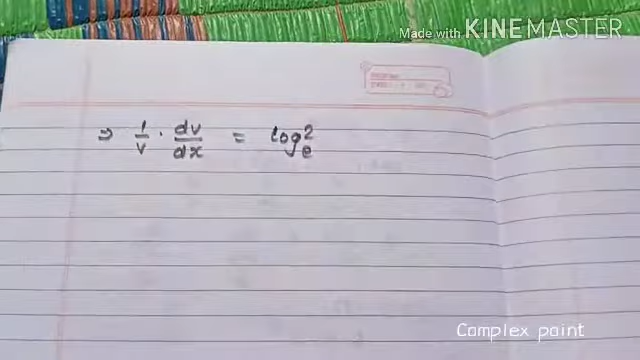 Made with KINEMASTER
⇒ 1/v · dv/dx = log_e^2
Complex point